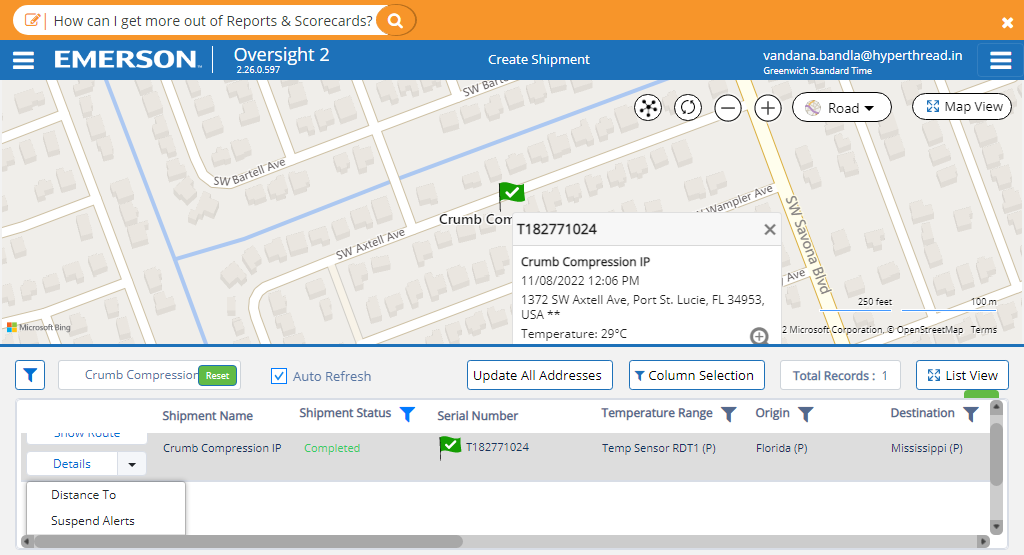 How can I get more out of Reports & Scorecards?
EMERSON
Oversight 2
2.26.0.597
Create Shipment
vandana.bandla@hyperthread.in
Greenwich Standard Time
SW Bart
Road
Map View
SW Bartell Ave
SW Axtell Ave
Wampler Ave
SW Savona Blvd
Ave
Crumb Com
T182771024
Crumb Compression IP
11/08/2022 12:06 PM
1372 SW Axtell Ave, Port St. Lucie, FL 34953,
USA **
Temperature: 29°C
250 feet
100 m
Microsoft Bing
2 Microsoft Corporation, © OpenStreetMap Terms
Crumb Compression
Reset
Auto Refresh
Update All Addresses
Column Selection
Total Records : 1
List View
Shipment Name
Shipment Status
Serial Number
Temperature Range
Origin
Destination
Show Route
Crumb Compression IP
Completed
T182771024
Temp Sensor RDT1 (P)
Florida (P)
Mississippi (P)
Details
Distance To
Suspend Alerts